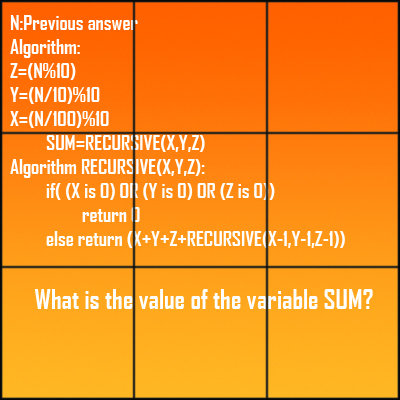 N:Previous answer
Algorithm:
Z=(N%10)
Y=(N/10)%10
X=(N/100)%10
SUM=RECURSIVE(X,Y,Z)
Algorithm RECURSIVE(X,Y,Z):
if( (X is 0) OR (Y is 0) OR (Z is 0))
return 0
else return (X+Y+Z+RECURSIVE(X-1,Y-1,Z-1))
What is the value of the variable SUM?